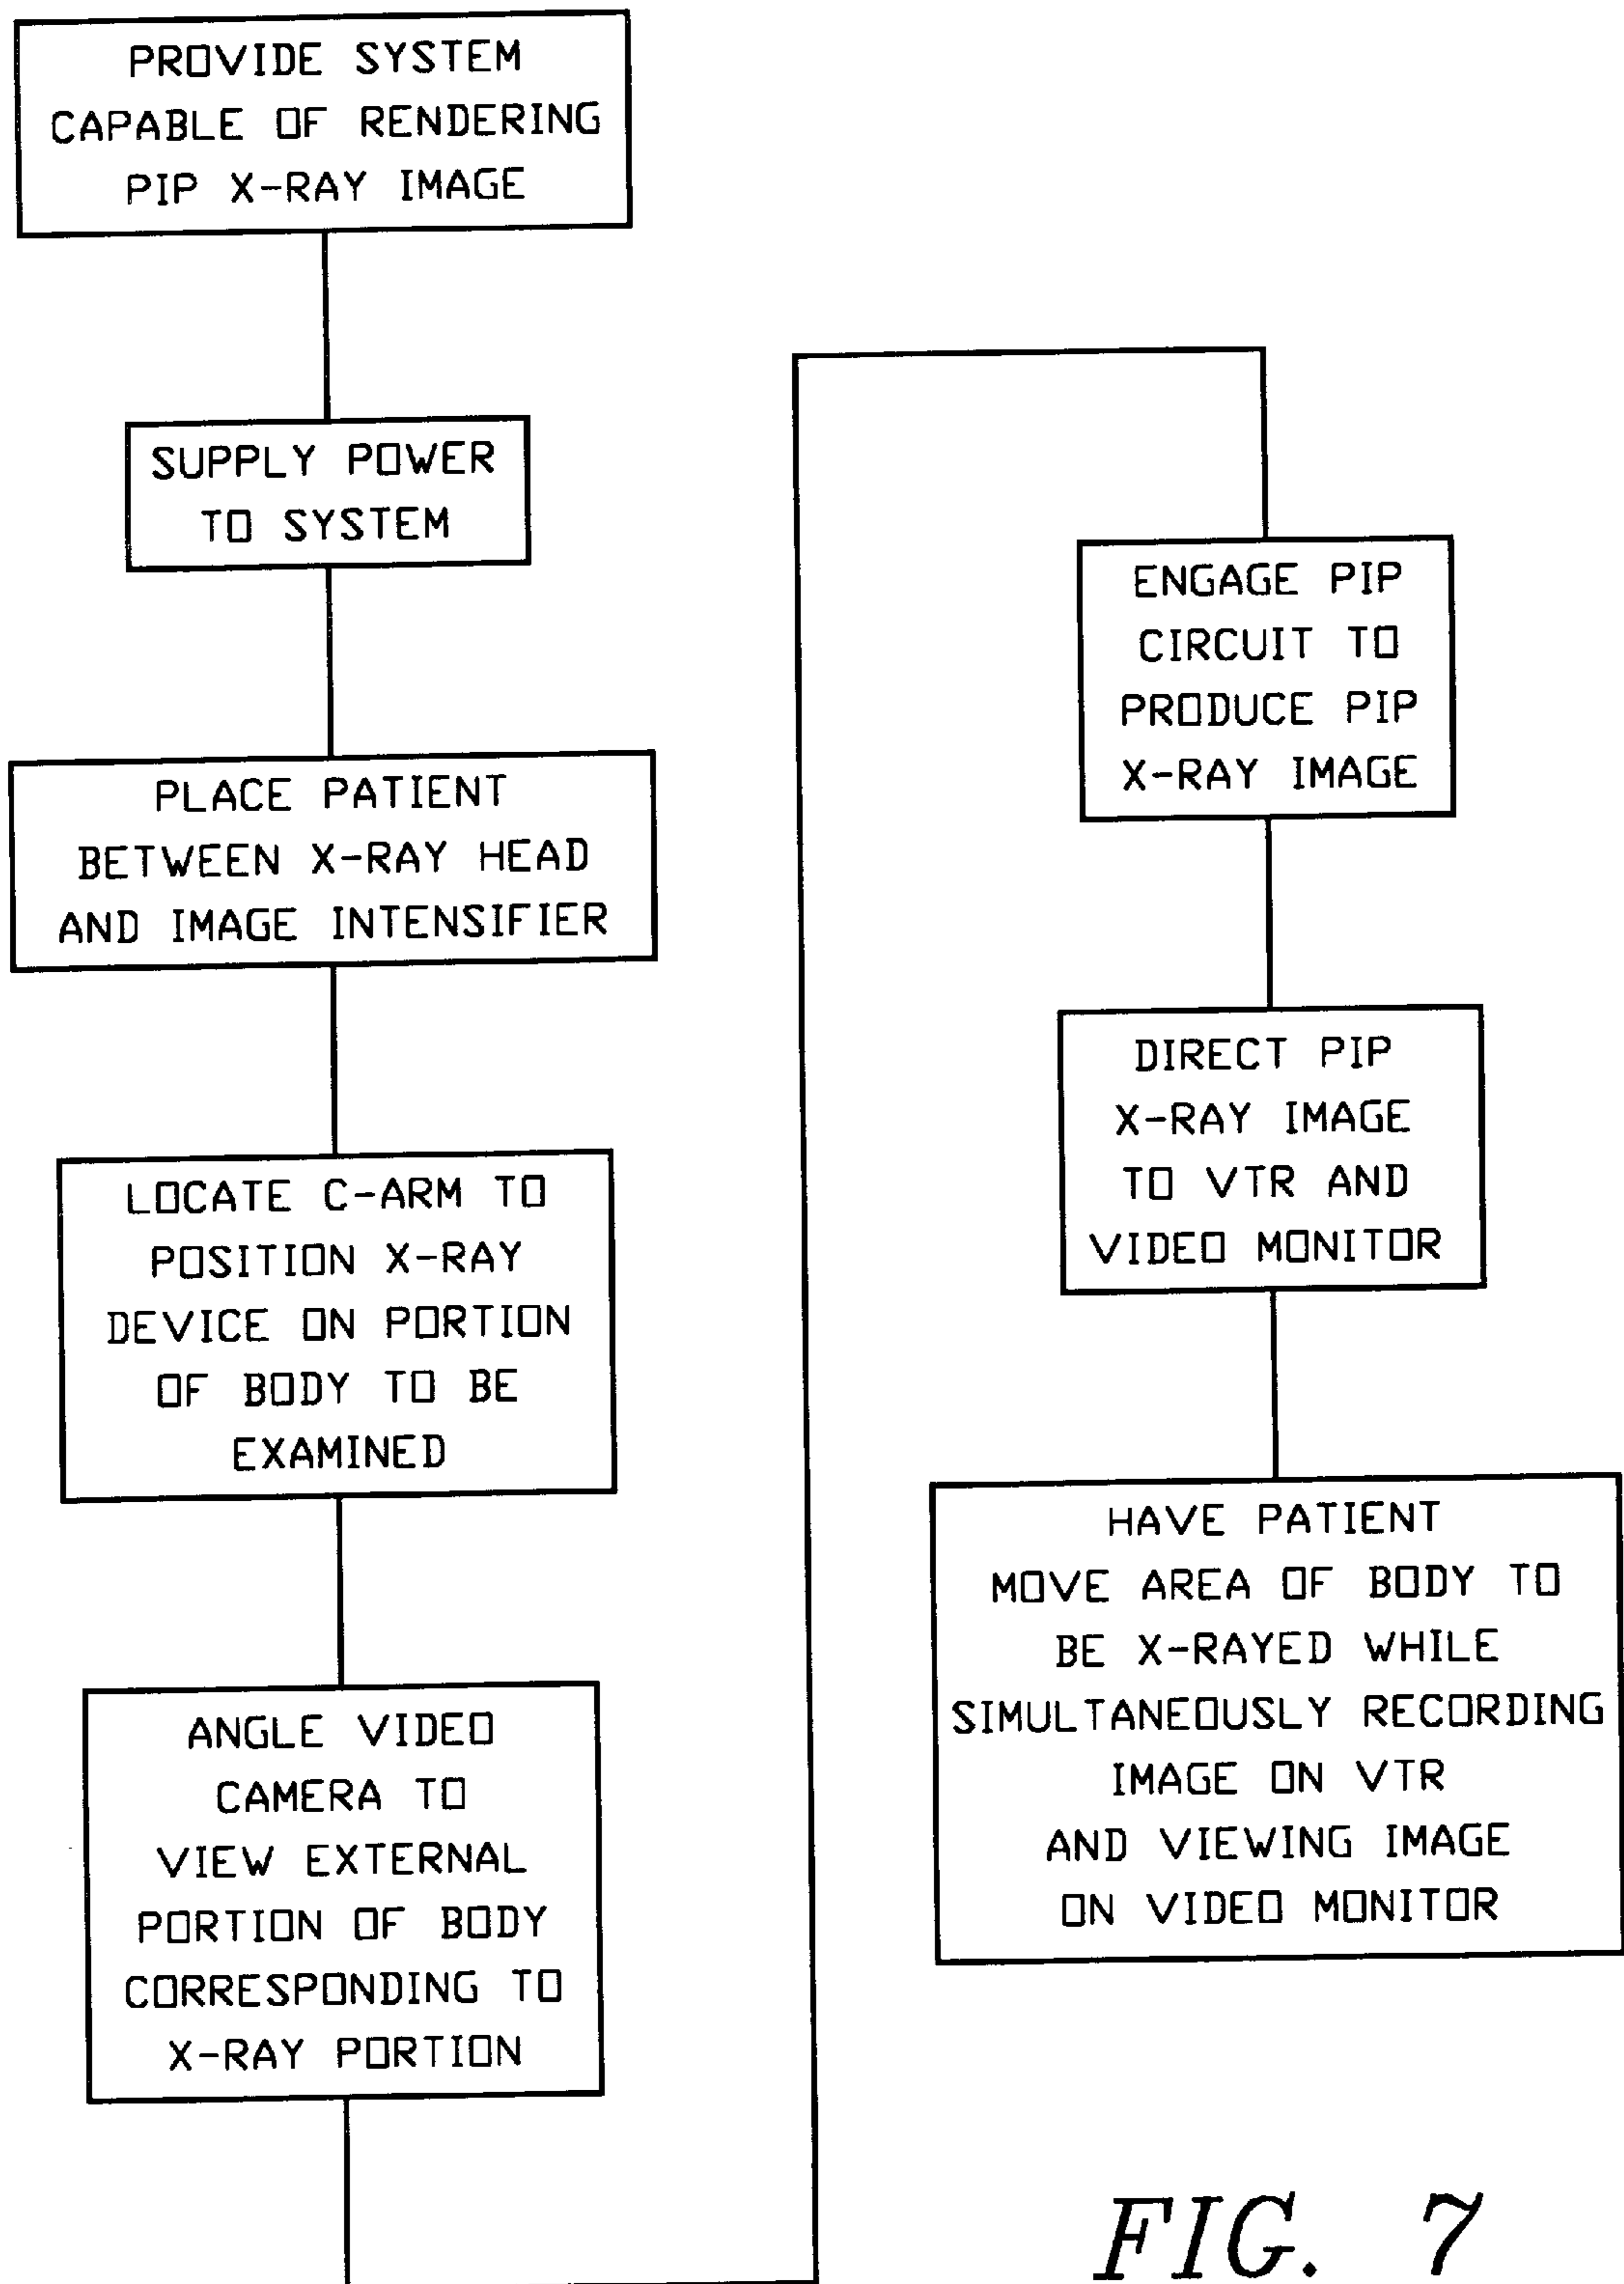 PROVIDE SYSTEM
CAPABLE OF RENDERING
PIP X-RAY IMAGE
SUPPLY POWER
TO SYSTEM
PLACE PATIENT
BETWEEN X-RAY HEAD
AND IMAGE INTENSIFIER
LOCATE C-ARM TO
POSITION X-RAY
DEVICE ON PORTION
OF BODY TO BE
EXAMINED
ANGLE VIDEO
CAMERA TO
VIEW EXTERNAL
PORTION OF BODY
CORRESPONDING TO
X-RAY PORTION
ENGAGE PIP
CIRCUIT TO
PRODUCE PIP
X-RAY IMAGE
DIRECT PIP
X-RAY IMAGE
TO VTR AND
VIDEO MONITOR
HAVE PATIENT
MOVE AREA OF BODY TO
BE X-RAYED WHILE
SIMULTANEOUSLY RECORDING
IMAGE ON VTR
AND VIEWING IMAGE
ON VIDEO MONITOR
FIG. 7